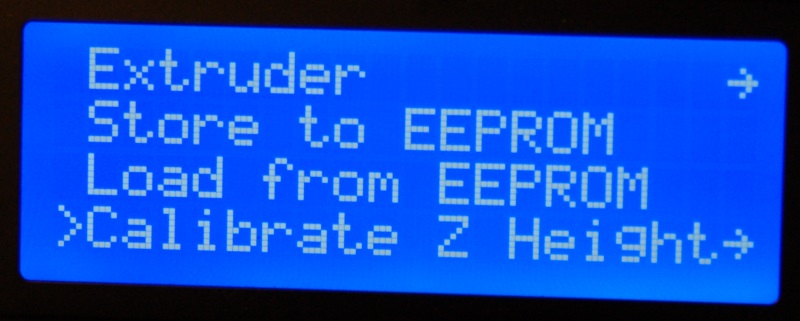 Extruder →
Store to EEPROM
Load from EEPROM
>Calibrate Z Height→